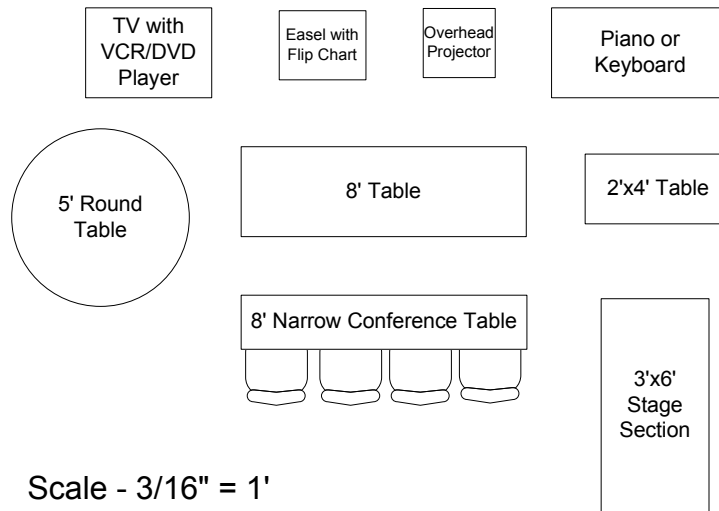 TV with
VCR/DVD
Player
Easel with
Flip Chart
Overhead
Projector
Piano or
Keyboard
5' Round
Table
8' Table
2'x4' Table
8' Narrow Conference Table
3'x6'
Stage
Section
Scale - 3/16" = 1'